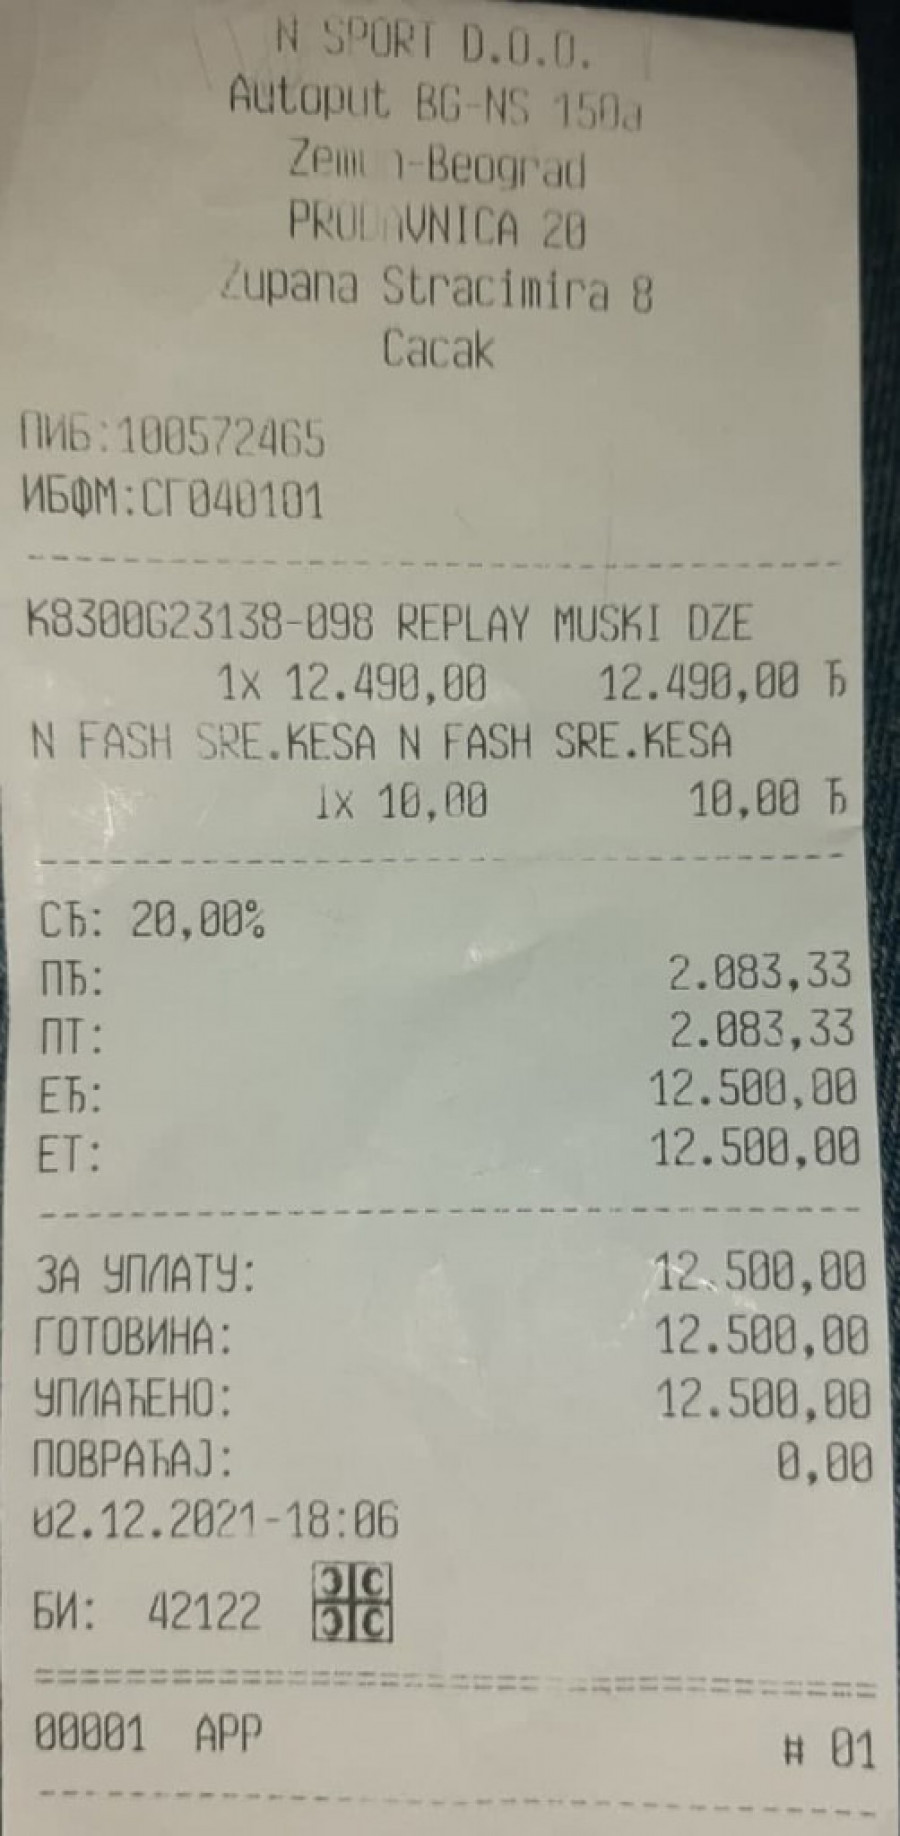 N SPORT D.O.O.
Autoput BG-NS 150a
Zemun-Beograd
PRODAVNICA 20
Zupana Stracimira 8
Cacak
ПИБ:100572465
ИБФМ:СГ040101
K8300G23138-098 REPLAY MUSKI DZE
1x 12.490,00 12.490,00 Ђ
N FASH SRE.KESA N FASH SRE.KESA
1x 10,00 10,00 Ђ
СЂ: 20,00%
ПЂ: 2.083,33
ПТ: 2.083,33
ЕЂ: 12.500,00
ЕТ: 12.500,00
ЗА УПЛАТУ: 12.500,00
ГОТОВИНА: 12.500,00
УПЛАЋЕНО: 12.500,00
ПОВРАЋАЈ: 0,00
02.12.2021-18:06
БИ: 42122
00001 APP # 01